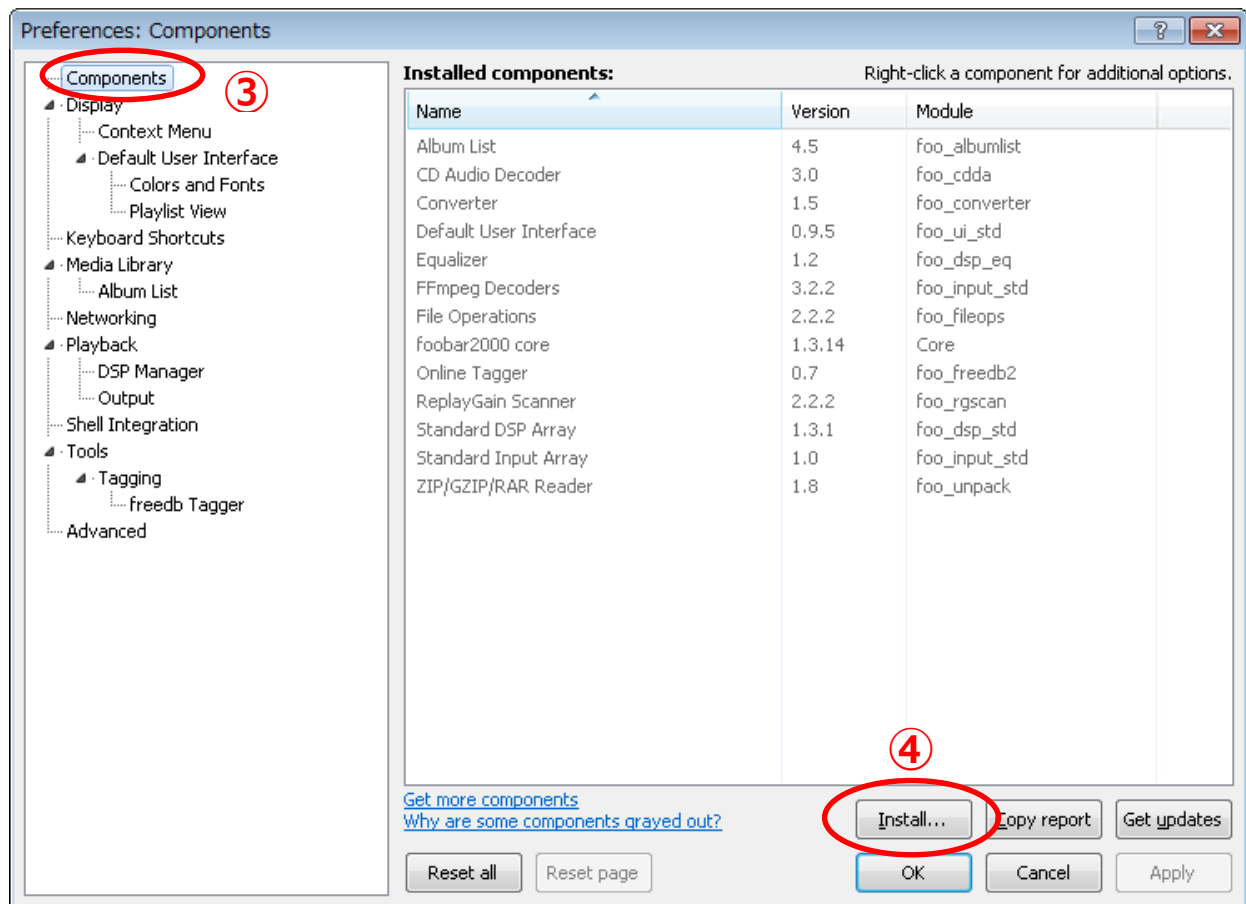 Preferences: Components
Components
③
Display
Context Menu
Default User Interface
Colors and Fonts
Playlist View
Keyboard Shortcuts
Media Library
Album List
Networking
Playback
DSP Manager
Output
Shell Integration
Tools
Tagging
freedb Tagger
Advanced
Installed components: Right-click a component for additional options.
Name Version Module
Album List 4.5 foo_albumlist
CD Audio Decoder 3.0 foo_cdda
Converter 1.5 foo_converter
Default User Interface 0.9.5 foo_ui_std
Equalizer 1.2 foo_dsp_eq
FFmpeg Decoders 3.2.2 foo_input_std
File Operations 2.2.2 foo_fileops
foobar2000 core 1.3.14 Core
Online Tagger 0.7 foo_freedb2
ReplayGain Scanner 2.2.2 foo_rgscan
Standard DSP Array 1.3.1 foo_dsp_std
Standard Input Array 1.0 foo_input_std
ZIP/GZIP/RAR Reader 1.8 foo_unpack
④
Get more components
Why are some components grayed out?
Install... Copy report Get updates
Reset all Reset page OK Cancel Apply